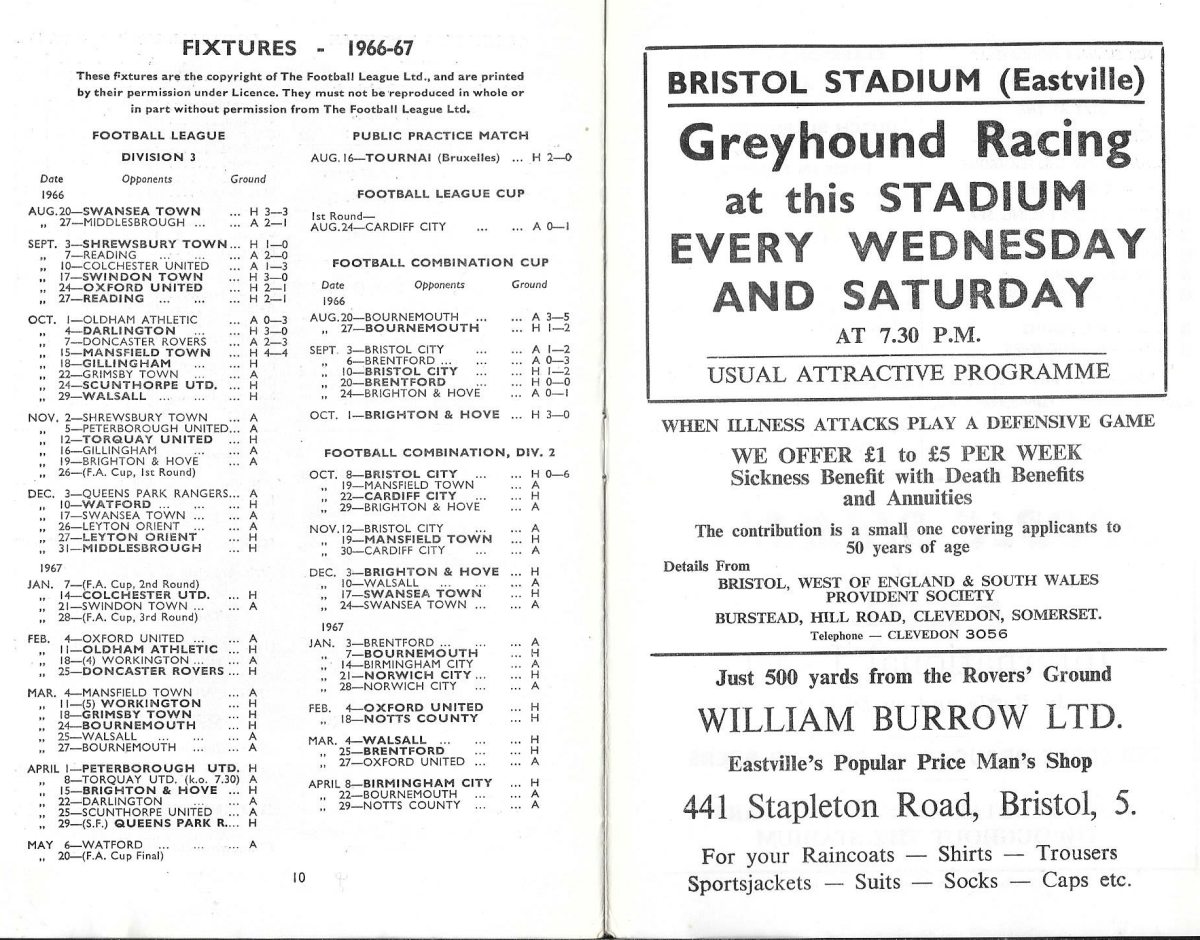 FIXTURES - 1966-67
These fixtures are the copyright of The Football League Ltd., and are printed
by their permission under Licence. They must not be reproduced in whole or
in part without permission from The Football League Ltd.
FOOTBALL LEAGUE
DIVISION 3
Date Opponents Ground
1966
AUG. 20—SWANSEA TOWN ... H 3—3
„ 27—MIDDLESBROUGH ... ... A 2—1
SEPT. 3—SHREWSBURY TOWN ... H 1—0
„ 7—READING ... ... ... A 2—0
„ 10—COLCHESTER UNITED ... A 1—3
„ 17—SWINDON TOWN ... H 3—0
„ 24—OXFORD UNITED ... H 2—1
„ 27—READING ... ... ... H 2—1
OCT. 1—OLDHAM ATHLETIC ... A 0—3
„ 4—DARLINGTON ... ... H 3—0
„ 7—DONCASTER ROVERS ... A 2—3
„ 15—MANSFIELD TOWN ... H 4—4
„ 18—GILLINGHAM ... ... H
„ 22—GRIMSBY TOWN ... A
„ 24—SCUNTHORPE UTD. ... H
„ 29—WALSALL ... ... ... H
NOV. 2—SHREWSBURY TOWN ... A
„ 5—PETERBOROUGH UNITED... A
„ 12—TORQUAY UNITED ... H
„ 16—GILLINGHAM ... ... A
„ 19—BRIGHTON & HOVE ... A
„ 26—(F.A. Cup, 1st Round)
DEC. 3—QUEENS PARK RANGERS... A
„ 10—WATFORD ... ... ... H
„ 17—SWANSEA TOWN ... ... A
„ 26—LEYTON ORIENT ... ... A
„ 27—LEYTON ORIENT ... H
„ 31—MIDDLESBROUGH ... H
1967
JAN. 7—(F.A. Cup, 2nd Round)
„ 14—COLCHESTER UTD. ... H
„ 21—SWINDON TOWN ... ... A
„ 28—(F.A. Cup, 3rd Round)
FEB. 4—OXFORD UNITED ... ... A
„ 11—OLDHAM ATHLETIC ... H
„ 18—(4) WORKINGTON ... ... A
„ 25—DONCASTER ROVERS ... H
MAR. 4—MANSFIELD TOWN ... A
„ 11—(5) WORKINGTON ... H
„ 18—GRIMSBY TOWN ... H
„ 24—BOURNEMOUTH ... H
„ 25—WALSALL ... ... ... A
„ 27—BOURNEMOUTH ... ... A
APRIL 1—PETERBOROUGH UTD. H
„ 8—TORQUAY UTD. (k.o. 7.30) A
„ 15—BRIGHTON & HOVE ... H
„ 22—DARLINGTON ... ... A
„ 25—SCUNTHORPE UNITED ... A
„ 29—(S.F.) QUEENS PARK R.... H
MAY 6—WATFORD ... ... ... A
„ 20—(F.A. Cup Final)
PUBLIC PRACTICE MATCH
AUG. 16—TOURNAI (Bruxelles) ... H 2—0
FOOTBALL LEAGUE CUP
1st Round—
AUG. 24—CARDIFF CITY ... ... A 0—1
FOOTBALL COMBINATION CUP
Date Opponents Ground
1966
AUG. 20—BOURNEMOUTH ... ... A 3—5
„ 27—BOURNEMOUTH ... H 1—2
SEPT. 3—BRISTOL CITY ... ... A 1—2
„ 6—BRENTFORD ... ... ... A 0—3
„ 10—BRISTOL CITY ... ... H 1—2
„ 20—BRENTFORD ... ... H 0—0
„ 24—BRIGHTON & HOVE ... A 0—1
OCT. 1—BRIGHTON & HOVE ... H 3—0
FOOTBALL COMBINATION, DIV. 2
OCT. 8—BRISTOL CITY ... ... H 0—6
„ 19—MANSFIELD TOWN ... A
„ 22—CARDIFF CITY ... ... H
„ 29—BRIGHTON & HOVE ... A
NOV. 12—BRISTOL CITY ... ... A
„ 19—MANSFIELD TOWN ... H
„ 30—CARDIFF CITY ... ... A
DEC. 3—BRIGHTON & HOVE ... H
„ 10—WALSALL ... ... ... A
„ 17—SWANSEA TOWN ... H
„ 24—SWANSEA TOWN ... ... A
1967
JAN. 3—BRENTFORD ... ... ... A
„ 7—BOURNEMOUTH ... H
„ 14—BIRMINGHAM CITY ... A
„ 21—NORWICH CITY ... ... H
„ 28—NORWICH CITY ... ... A
FEB. 4—OXFORD UNITED ... H
„ 18—NOTTS COUNTY ... H
MAR. 4—WALSALL ... ... ... H
„ 25—BRENTFORD ... ... H
„ 27—OXFORD UNITED ... ... A
APRIL 8—BIRMINGHAM CITY ... H
„ 22—BOURNEMOUTH ... ... A
„ 29—NOTTS COUNTY ... ... A
10
BRISTOL STADIUM (Eastville)
Greyhound Racing
at this STADIUM
EVERY WEDNESDAY
AND SATURDAY
AT 7.30 P.M.
USUAL ATTRACTIVE PROGRAMME
WHEN ILLNESS ATTACKS PLAY A DEFENSIVE GAME
WE OFFER £1 to £5 PER WEEK
Sickness Benefit with Death Benefits
and Annuities
The contribution is a small one covering applicants to
50 years of age
Details From
BRISTOL, WEST OF ENGLAND & SOUTH WALES
PROVIDENT SOCIETY
BURSTEAD, HILL ROAD, CLEVEDON, SOMERSET.
Telephone — CLEVEDON 3056
Just 500 yards from the Rovers' Ground
WILLIAM BURROW LTD.
Eastville's Popular Price Man's Shop
441 Stapleton Road, Bristol, 5.
For your Raincoats — Shirts — Trousers
Sportsjackets — Suits — Socks — Caps etc.